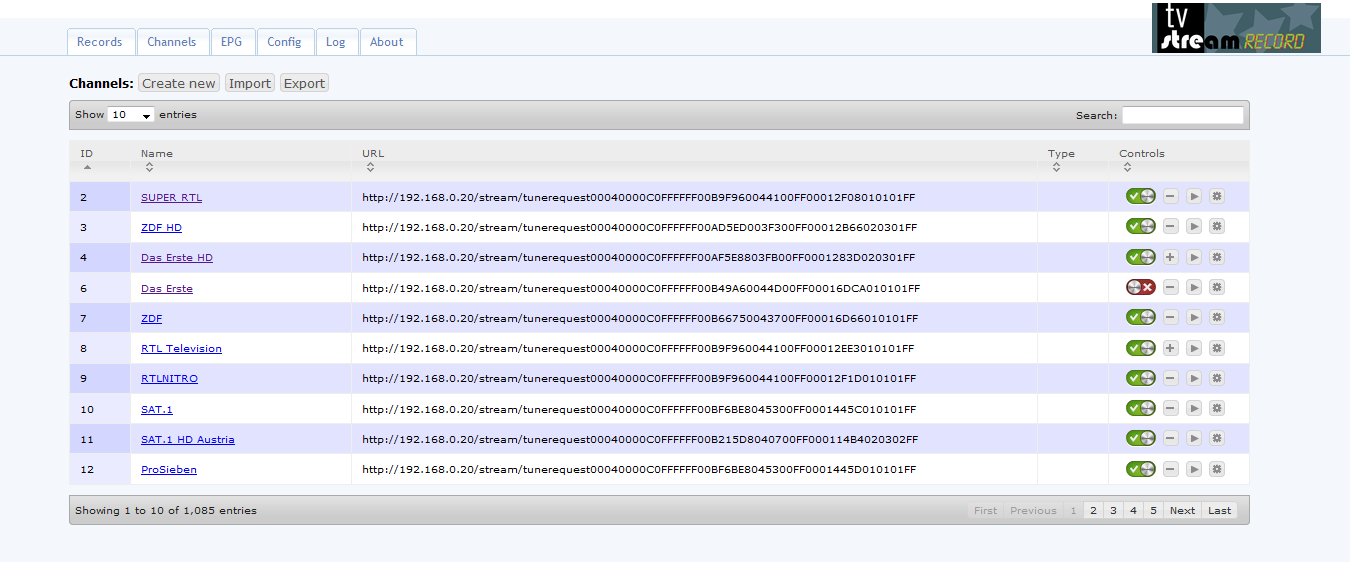 tv
stream RECORD
Records Channels EPG Config Log About
Channels: Create new Import Export
Show 10 entries Search:
ID Name URL Type Controls
2 SUPER RTL http://192.168.0.20/stream/tunerequest00040000C0FFFFFF00B9F960044100FF00012F08010101FF
3 ZDF HD http://192.168.0.20/stream/tunerequest00040000C0FFFFFF00AD5ED003F300FF00012B66020301FF
4 Das Erste HD http://192.168.0.20/stream/tunerequest00040000C0FFFFFF00AF5E8803FB00FF0001283D020301FF
6 Das Erste http://192.168.0.20/stream/tunerequest00040000C0FFFFFF00B49A60044D00FF00016DCA010101FF
7 ZDF http://192.168.0.20/stream/tunerequest00040000C0FFFFFF00B66750043700FF00016D66010101FF
8 RTL Television http://192.168.0.20/stream/tunerequest00040000C0FFFFFF00B9F960044100FF00012EE3010101FF
9 RTLNITRO http://192.168.0.20/stream/tunerequest00040000C0FFFFFF00B9F960044100FF00012F1D010101FF
10 SAT.1 http://192.168.0.20/stream/tunerequest00040000C0FFFFFF00BF6BE8045300FF0001445C010101FF
11 SAT.1 HD Austria http://192.168.0.20/stream/tunerequest00040000C0FFFFFF00B215D8040700FF000114B4020302FF
12 ProSieben http://192.168.0.20/stream/tunerequest00040000C0FFFFFF00BF6BE8045300FF0001445D010101FF
Showing 1 to 10 of 1,085 entries First Previous 1 2 3 4 5 Next Last